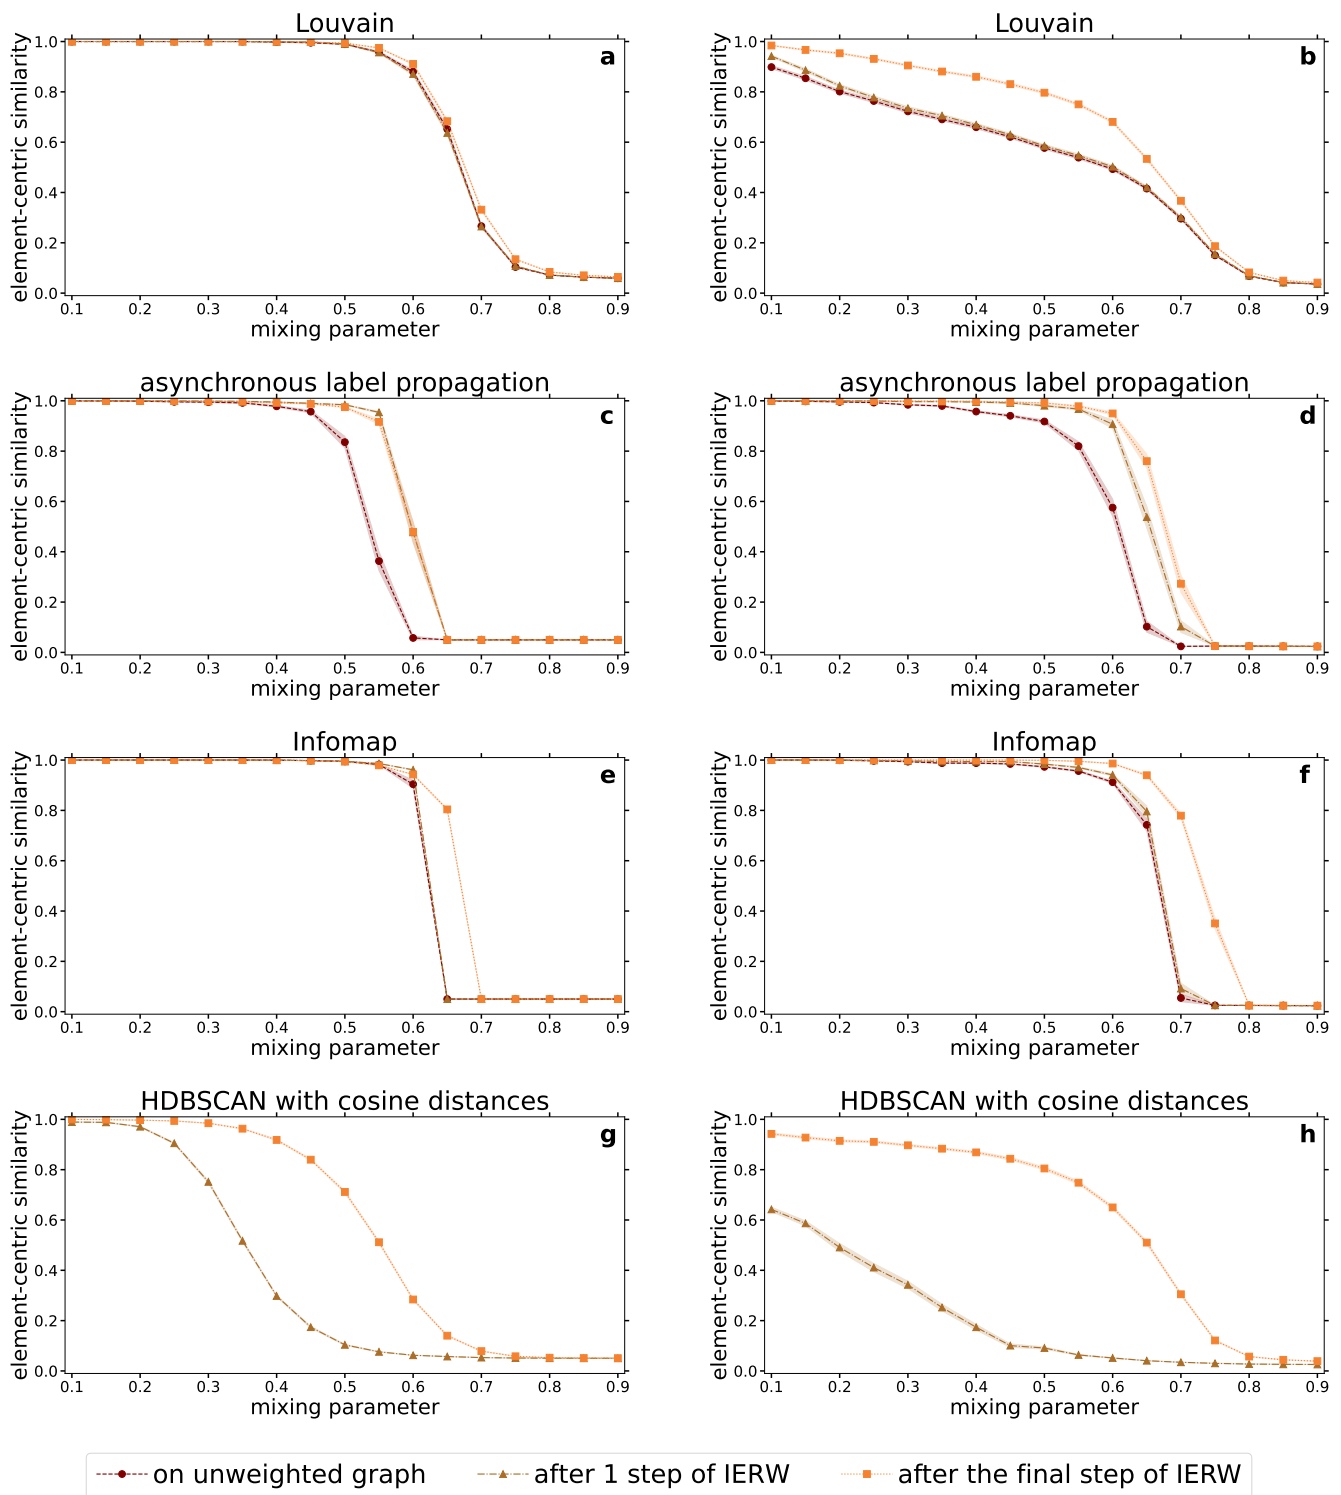 Louvain
a
element-centric similarity
1.0
0.8
0.6
0.4
0.2
0.0
0.1 0.2 0.3 0.4 0.5 0.6 0.7 0.8 0.9
mixing parameter
Louvain
b
element-centric similarity
1.0
0.8
0.6
0.4
0.2
0.0
0.1 0.2 0.3 0.4 0.5 0.6 0.7 0.8 0.9
mixing parameter
asynchronous label propagation
c
element-centric similarity
1.0
0.8
0.6
0.4
0.2
0.0
0.1 0.2 0.3 0.4 0.5 0.6 0.7 0.8 0.9
mixing parameter
asynchronous label propagation
d
element-centric similarity
1.0
0.8
0.6
0.4
0.2
0.0
0.1 0.2 0.3 0.4 0.5 0.6 0.7 0.8 0.9
mixing parameter
Infomap
e
element-centric similarity
1.0
0.8
0.6
0.4
0.2
0.0
0.1 0.2 0.3 0.4 0.5 0.6 0.7 0.8 0.9
mixing parameter
Infomap
f
element-centric similarity
1.0
0.8
0.6
0.4
0.2
0.0
0.1 0.2 0.3 0.4 0.5 0.6 0.7 0.8 0.9
mixing parameter
HDBSCAN with cosine distances
g
element-centric similarity
1.0
0.8
0.6
0.4
0.2
0.0
0.1 0.2 0.3 0.4 0.5 0.6 0.7 0.8 0.9
mixing parameter
HDBSCAN with cosine distances
h
element-centric similarity
1.0
0.8
0.6
0.4
0.2
0.0
0.1 0.2 0.3 0.4 0.5 0.6 0.7 0.8 0.9
mixing parameter
on unweighted graph after 1 step of IERW after the final step of IERW